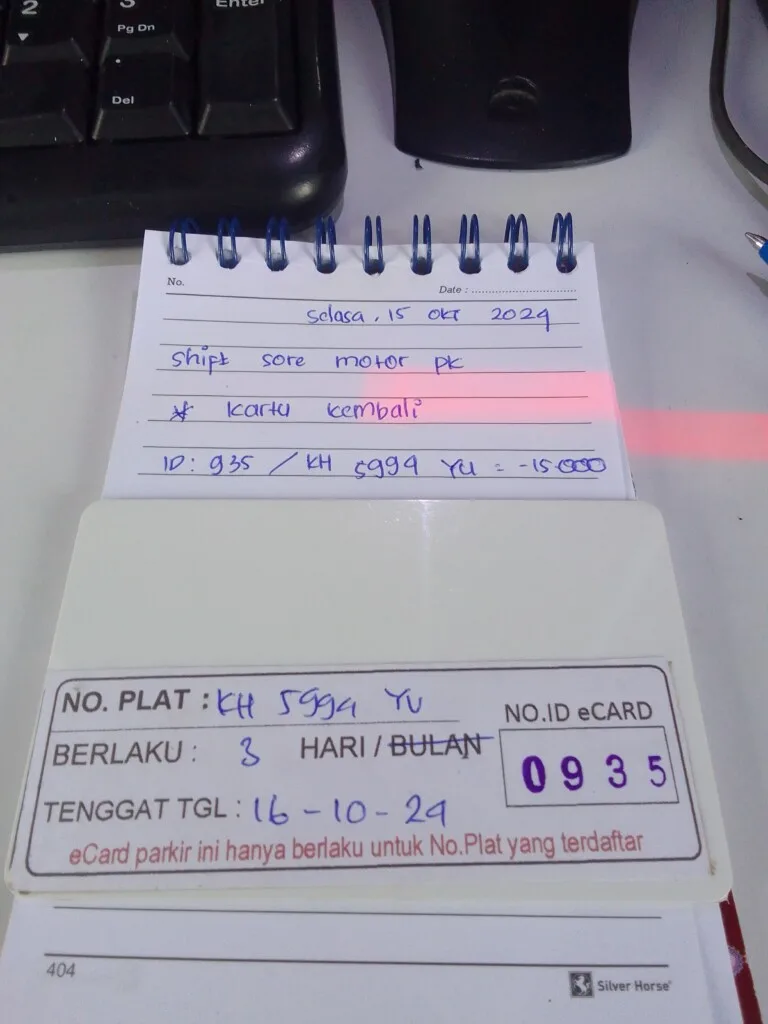 2
3
Pg Dn
Enter
Del
No.
Date :
Selasa, 15 Okt 2024
Shift sore motor pk
* Kartu kembali
ID: 935 / KH 5994 YU = -15.000
NO. PLAT : KH 5994 YU
BERLAKU : 3 HARI / BULAN
TENGGAT TGL : 16-10-24
NO.ID eCARD
0935
eCard parkir ini hanya berlaku untuk No.Plat yang terdaftar
404
Silver Horse